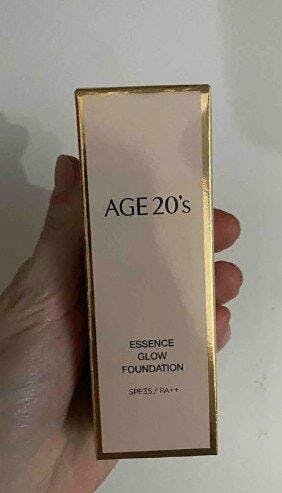 AGE 20's
ESSENCE
GLOW
FOUNDATION
SPF35 / PA++